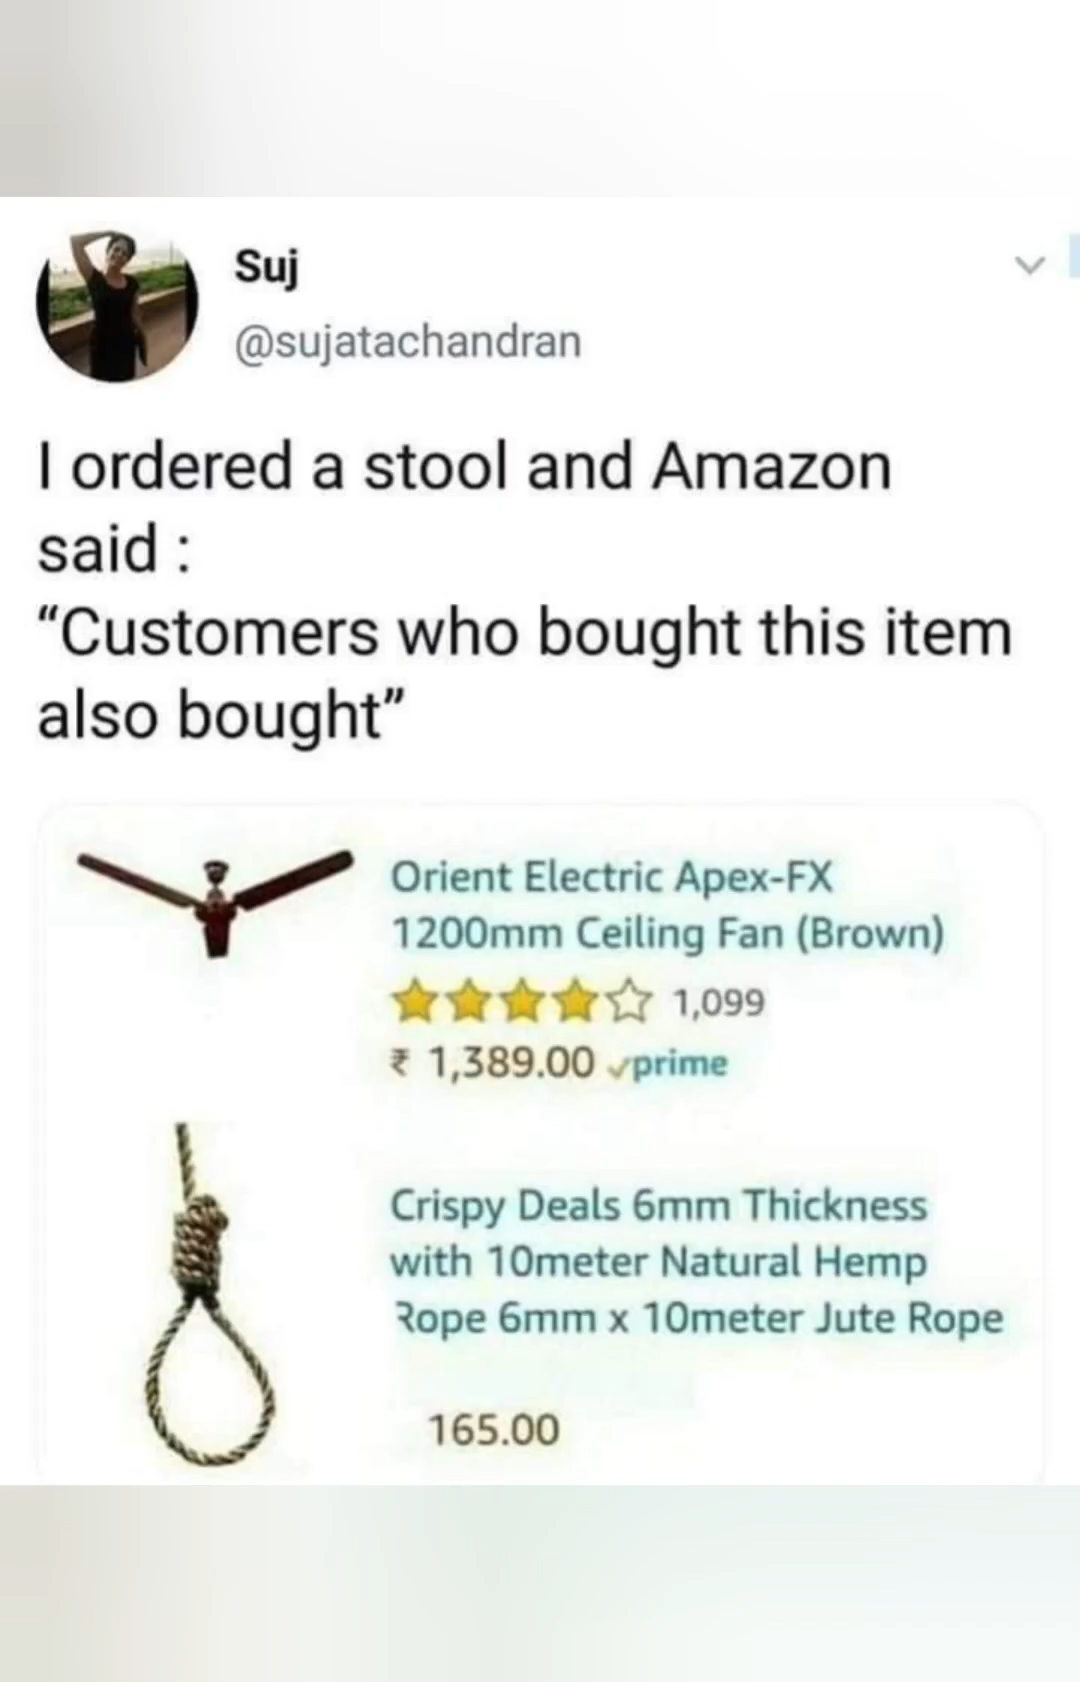 Suj
@sujatachandran
I ordered a stool and Amazon
said :
“Customers who bought this item
also bought”
Orient Electric Apex-FX
1200mm Ceiling Fan (Brown)
1,099
₹ 1,389.00 ✓prime
Crispy Deals 6mm Thickness
with 10meter Natural Hemp
Rope 6mm x 10meter Jute Rope
165.00